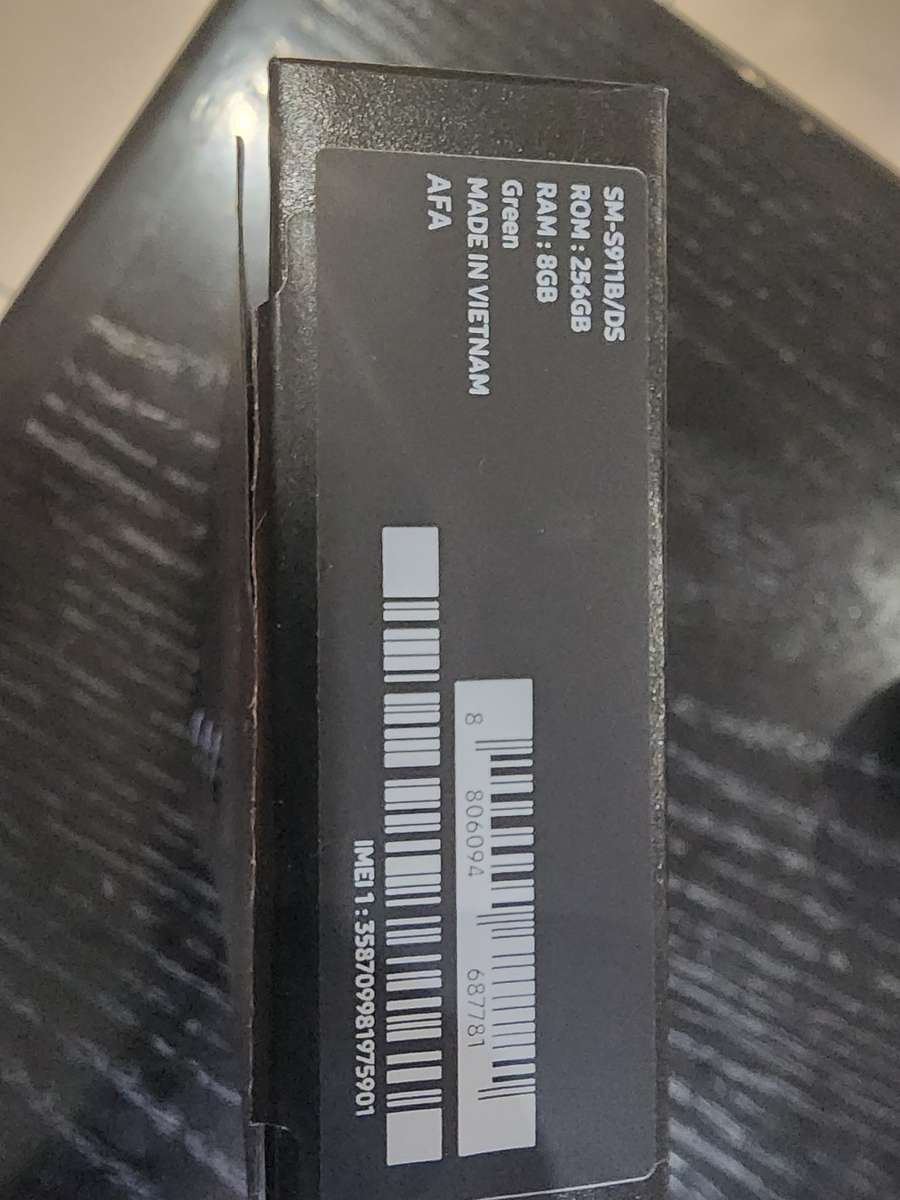 SM-S911B/DS
ROM : 256GB
RAM : 8GB
Green
MADE IN VIETNAM
AFA
8 806094 687781
IMEI 1 : 358709981975901